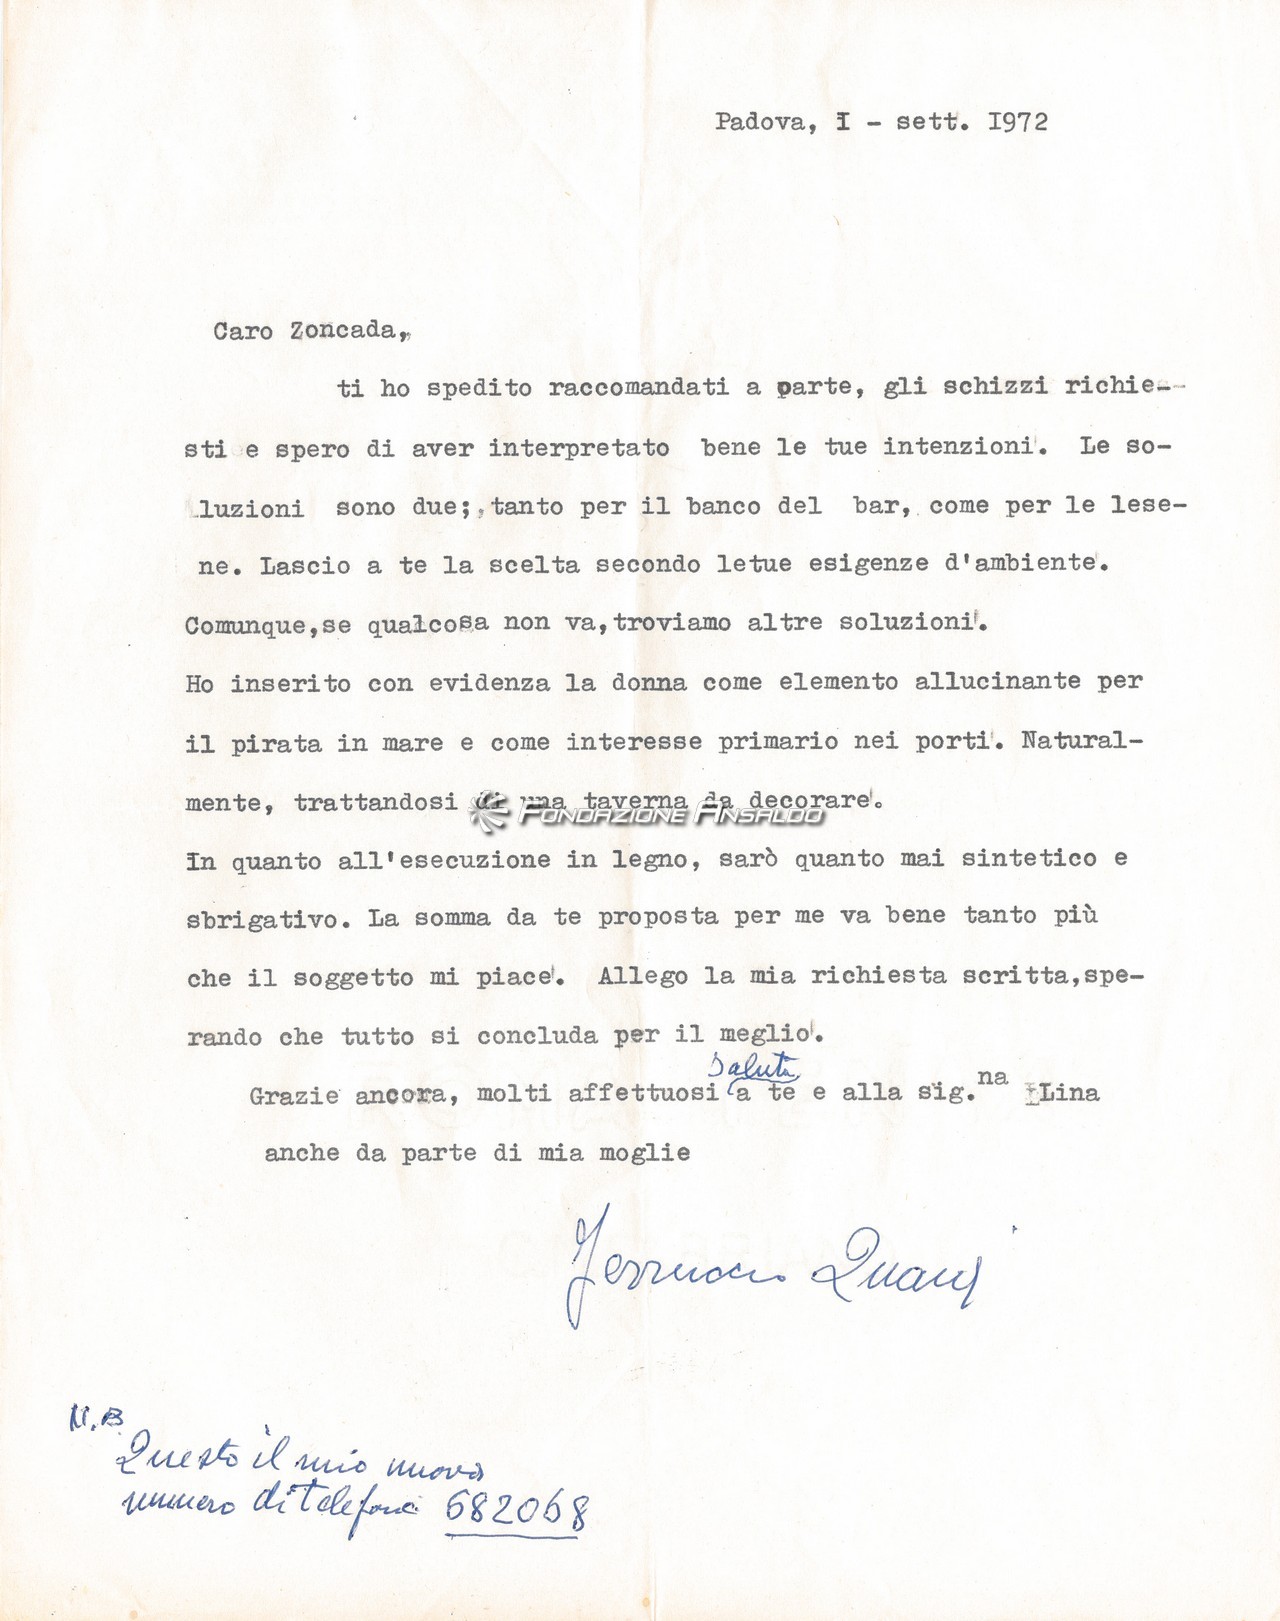 Padova, I - sett. I972
Caro Zoncada,
ti ho spedito raccomandati a parte, gli schizzi richie-
sti e spero di aver interpretato bene le tue intenzioni. Le so-
luzioni sono due; tanto per il banco del bar, come per le lese-
ne. Lascio a te la scelta secondo letue esigenze d'ambiente.
Comunque,se qualcosa non va,troviamo altre soluzioni.
Ho inserito con evidenza la donna come elemento allucinante per
il pirata in mare e come interesse primario nei porti. Natural-
mente, trattandosi di una taverna da decorare.
Fondazione Ansaldo
In quanto all'esecuzione in legno, sarò quanto mai sintetico e
sbrigativo. La somma da te proposta per me va bene tanto più
che il soggetto mi piace. Allego la mia richiesta scritta,spe-
rando che tutto si concluda per il meglio.
saluti
Grazie ancora, molti affettuosi a te e alla sig.na Lina
anche da parte di mia moglie
Ferruccio
N.B.
Questo il mio nuovo
numero di telefono 682068